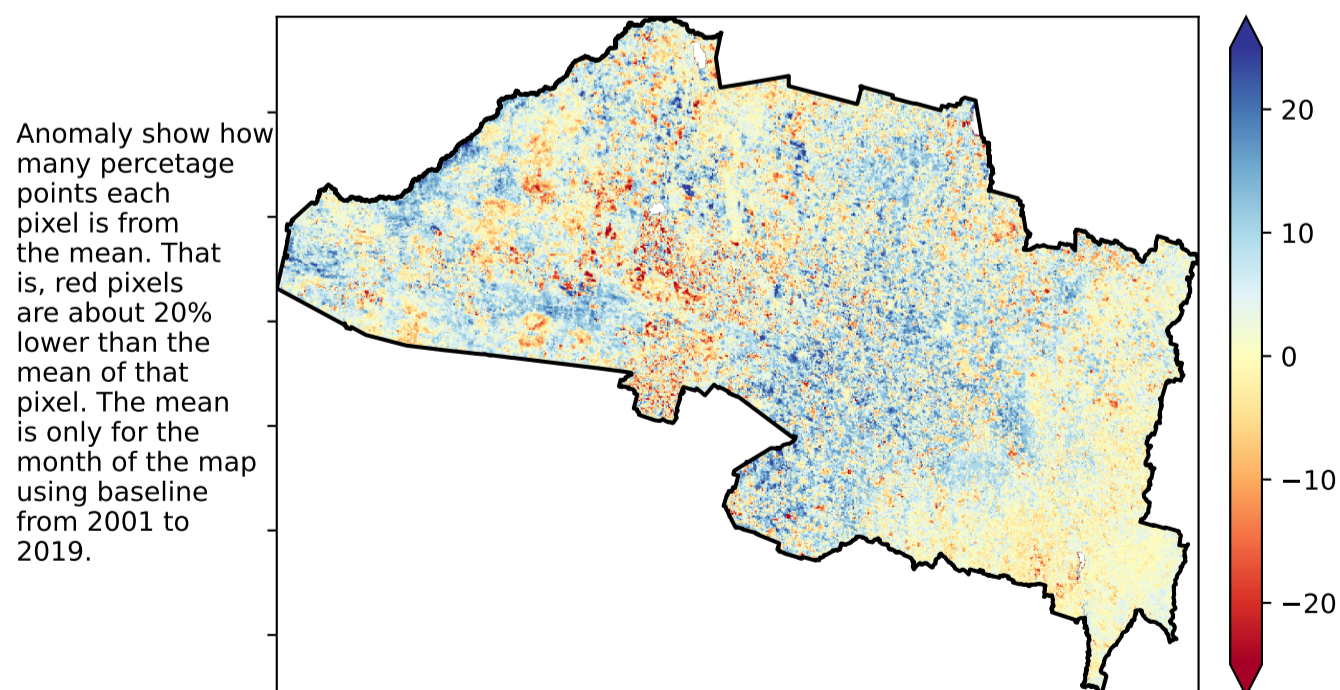 Anomaly show how
many percetage
points each
pixel is from
the mean. That
is, red pixels
are about 20%
lower than the
mean of that
pixel. The mean
is only for the
month of the map
using baseline
from 2001 to
2019.
20
10
0
−10
−20